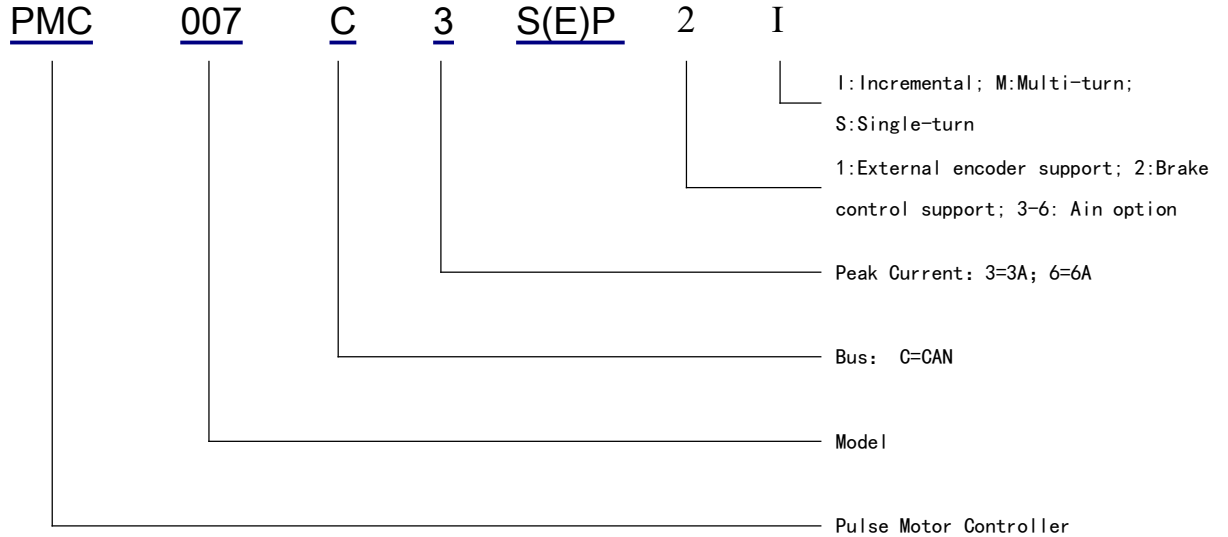 PMC 007 C 3 S(E)P 2 I
I:Incremental; M:Multi-turn;
S:Single-turn
1:External encoder support; 2:Brake
control support; 3-6: Ain option
Peak Current：3=3A；6=6A
Bus： C=CAN
Model
Pulse Motor Controller